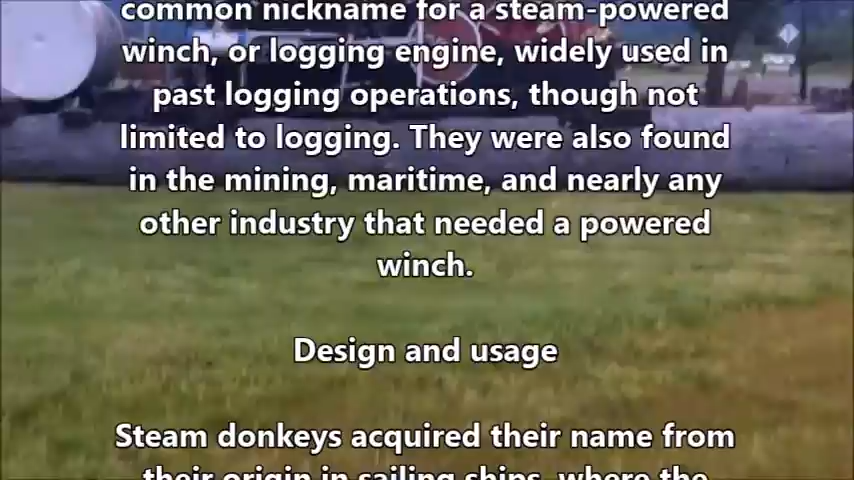 common nickname for a steam-powered
winch, or logging engine, widely used in
past logging operations, though not
limited to logging. They were also found
in the mining, maritime, and nearly any
other industry that needed a powered
winch.
Design and usage
Steam donkeys acquired their name from
their origin in sailing ships, where the